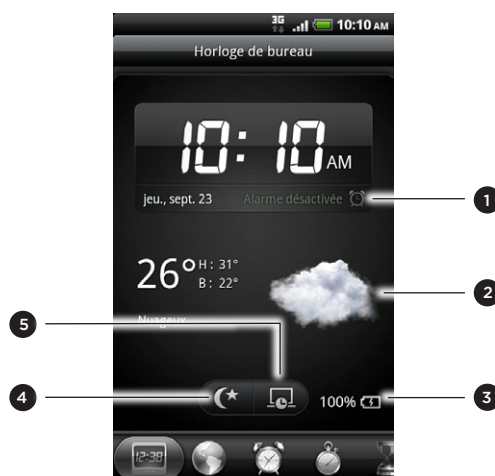 3G 10:10 AM
Horloge de bureau
10:10 AM
jeu., sept. 23 Alarme désactivée
1
26° H : 31°
B : 22°
2
Nuageux
5
4
100%
3
12:38